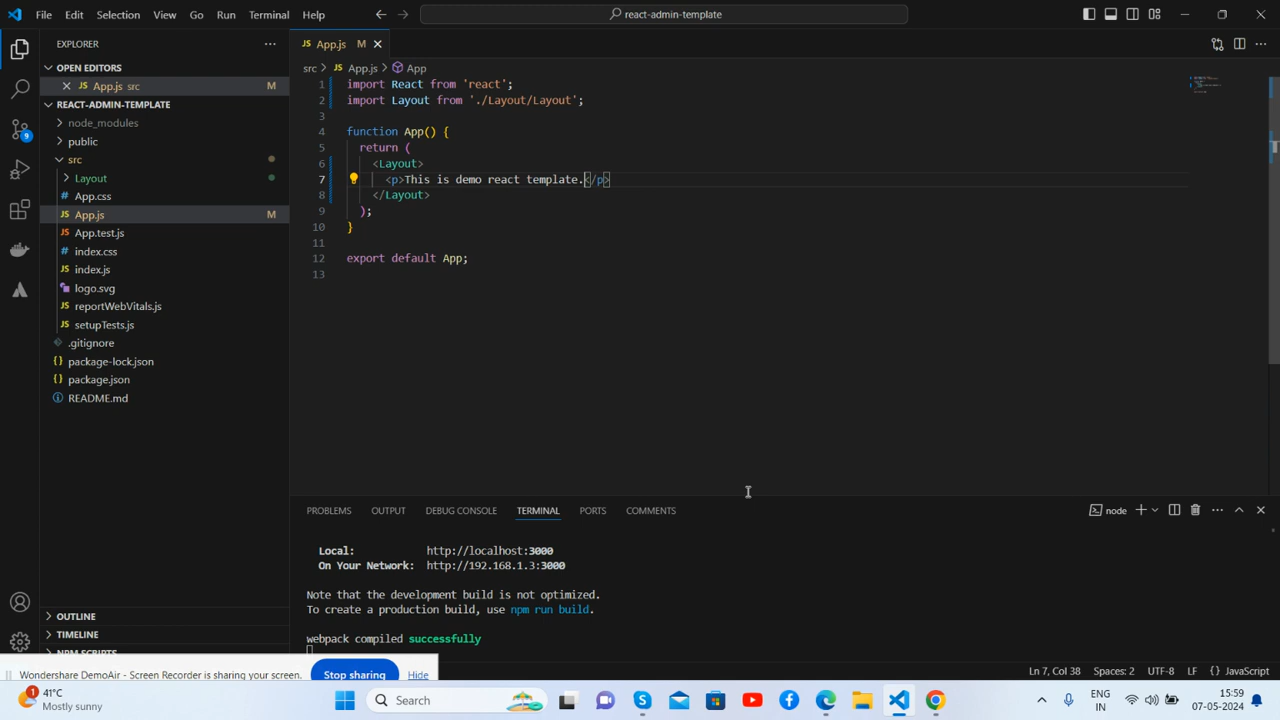 File Edit Selection View Go Run Terminal Help
react-admin-template
EXPLORER
OPEN EDITORS
App.js src M
REACT-ADMIN-TEMPLATE
node_modules
public
src
Layout
App.css
App.js M
App.test.js
index.css
index.js
logo.svg
reportWebVitals.js
setupTests.js
.gitignore
package-lock.json
package.json
README.md
OUTLINE
TIMELINE
App.js M
src > App.js > App
1 import React from 'react';
2 import Layout from './Layout/Layout';
3
4 function App() {
5 return (
6 <Layout>
7 <p>This is demo react template.</p>
8 </Layout>
9 );
10 }
11
12 export default App;
13
PROBLEMS OUTPUT DEBUG CONSOLE TERMINAL PORTS COMMENTS
node
Local: http://localhost:3000
On Your Network: http://192.168.1.3:3000
Note that the development build is not optimized.
To create a production build, use npm run build.
webpack compiled successfully
Wondershare DemoAir - Screen Recorder is sharing your screen. Stop sharing Hide
Ln 7, Col 38 Spaces: 2 UTF-8 LF {} JavaScript
9
1
41°C
Mostly sunny
Search
ENG
IN
15:59
07-05-2024